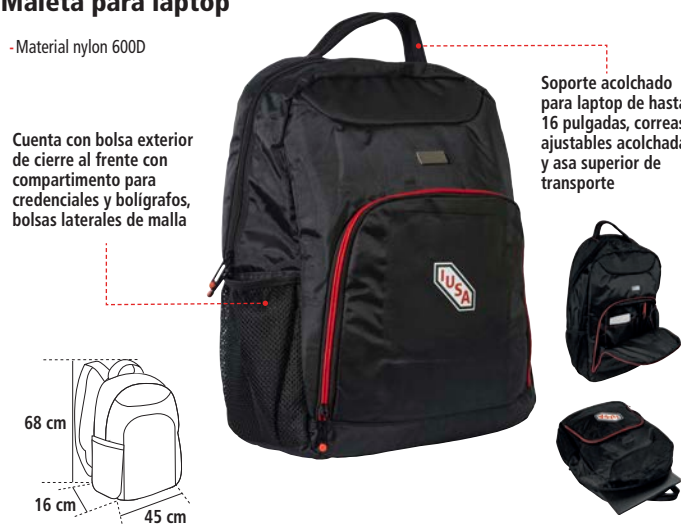 Maleta para laptop
-Material nylon 600D
Cuenta con bolsa exterior
de cierre al frente con
compartimento para
credenciales y bolígrafos,
bolsas laterales de malla
Soporte acolchado
para laptop de hasta
16 pulgadas, correas
ajustables acolchada
y asa superior de
transporte
IUSA
IUSA
68 cm
16 cm
45 cm